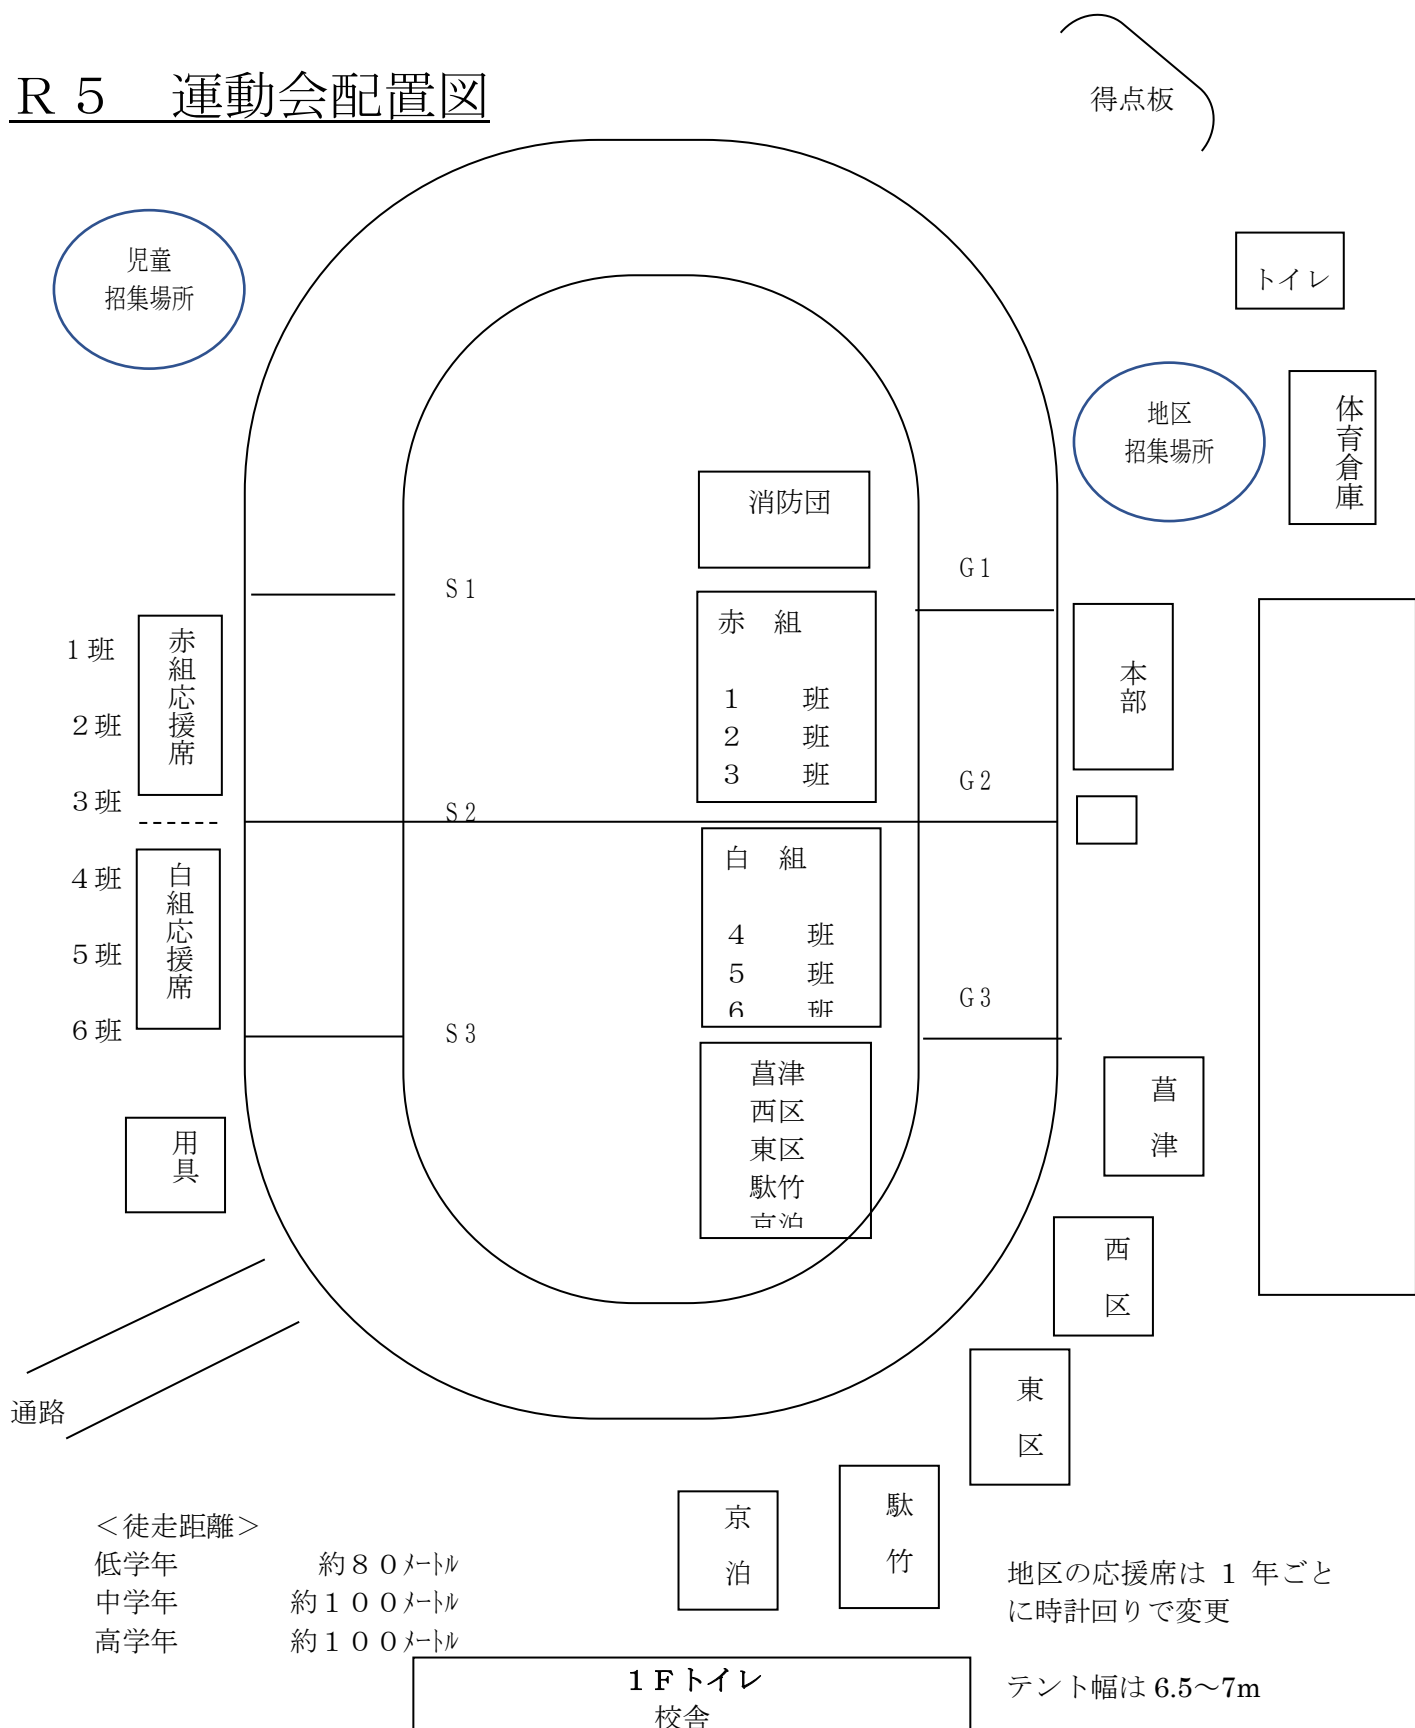 Ｒ５　運動会配置図
得点板
児童
招集場所
トイレ
地区
招集場所
体育倉庫
消防団
S1
G1
赤　組
1　班
2　班
3　班
1班
2班
3班
赤組応援席
本部
S2
G2
白　組
4　班
5　班
6　班
4班
5班
6班
白組応援席
S3
G3
菖津
西区
東区
駄竹
京泊
用具
菖津
西区
東区
駄竹
京泊
通路
＜徒走距離＞
低学年　約８０メートル
中学年　約１００メートル
高学年　約１００メートル
地区の応援席は 1 年ごと
に時計回りで変更
テント幅は 6.5～7m
１Ｆトイレ
校舎